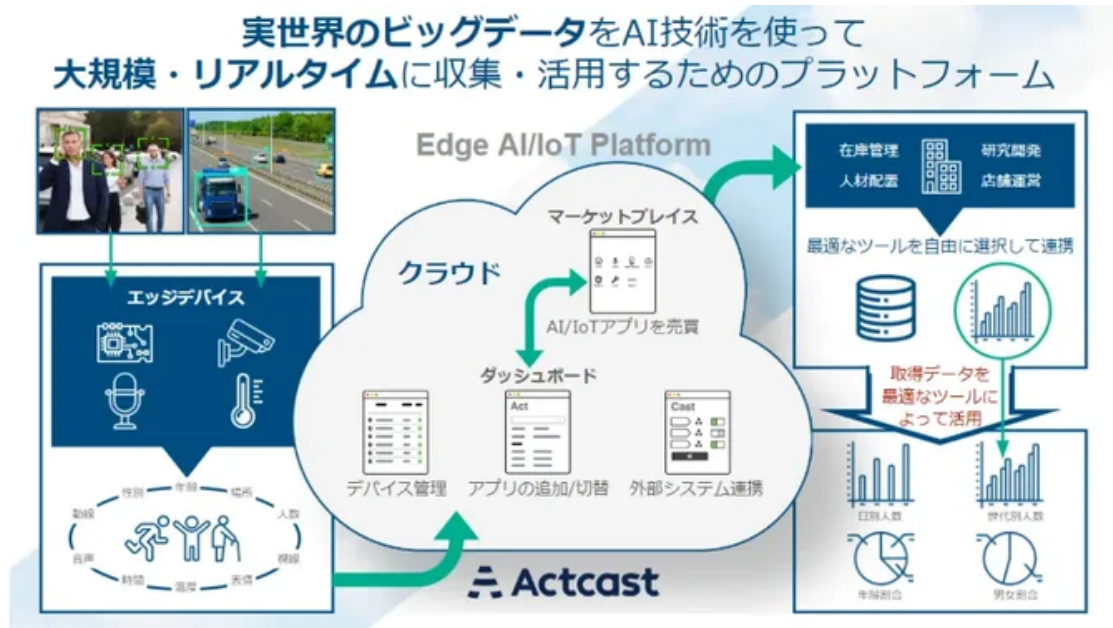 実世界のビッグデータをAI技術を使って
大規模・リアルタイムに収集・活用するためのプラットフォーム
Edge AI/IoT Platform
エッジデバイス
性別
年齢
場所
動線
人数
音声
視線
時間
温度
表情
クラウド
マーケットプレイス
AI/IoTアプリを売買
ダッシュボード
Act
Cast
デバイス管理
アプリの追加/切替
外部システム連携
Actcast
在庫管理
研究開発
人材配置
店舗運営
最適なツールを自由に選択して連携
取得データを
最適なツールに
よって活用
日別人数
世代別人数
年齢割合
男女割合